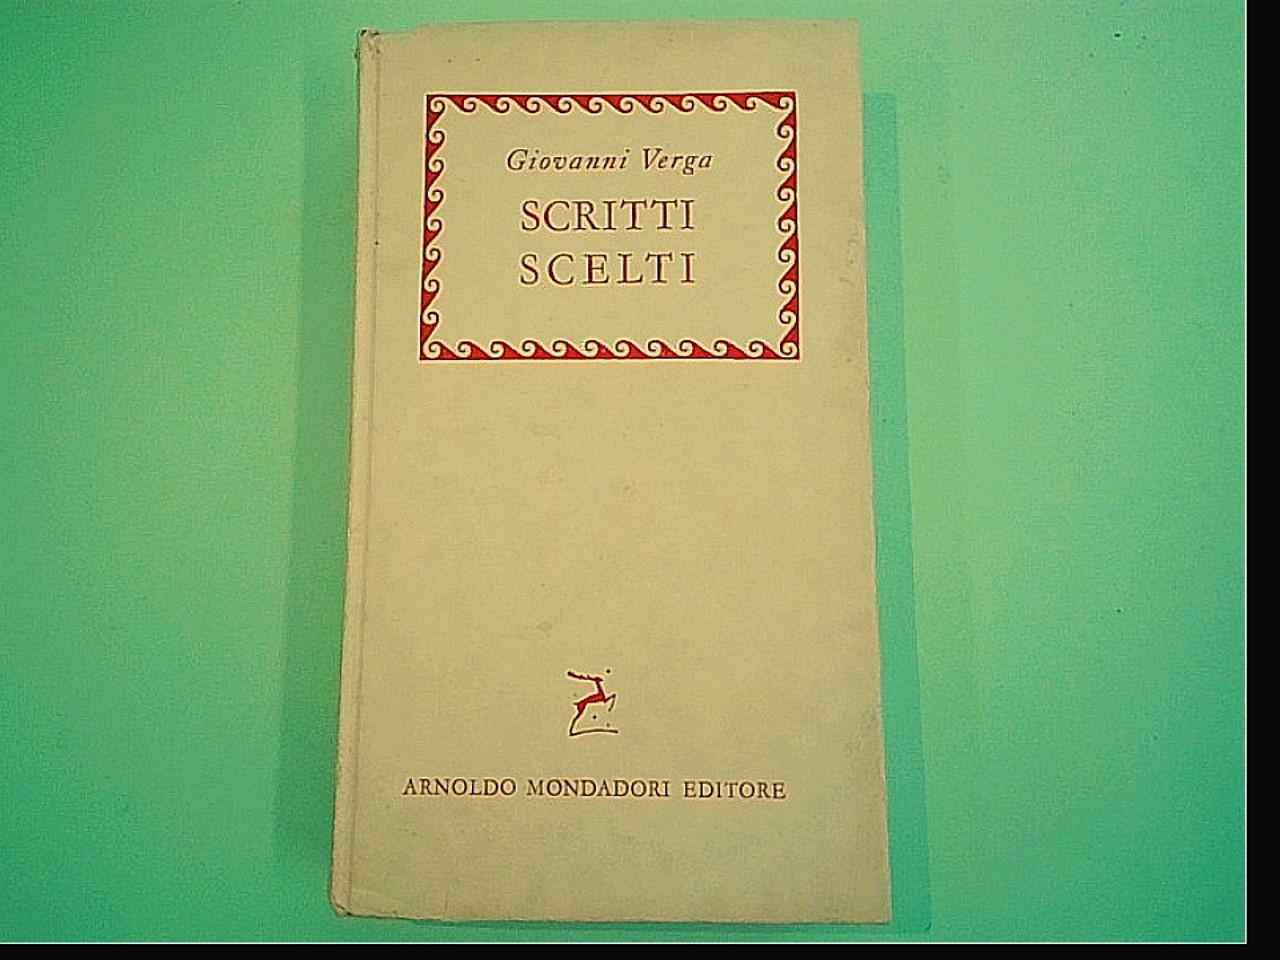 Giovanni Verga
SCRITTI
SCELTI
ARNOLDO MONDADORI EDITORE